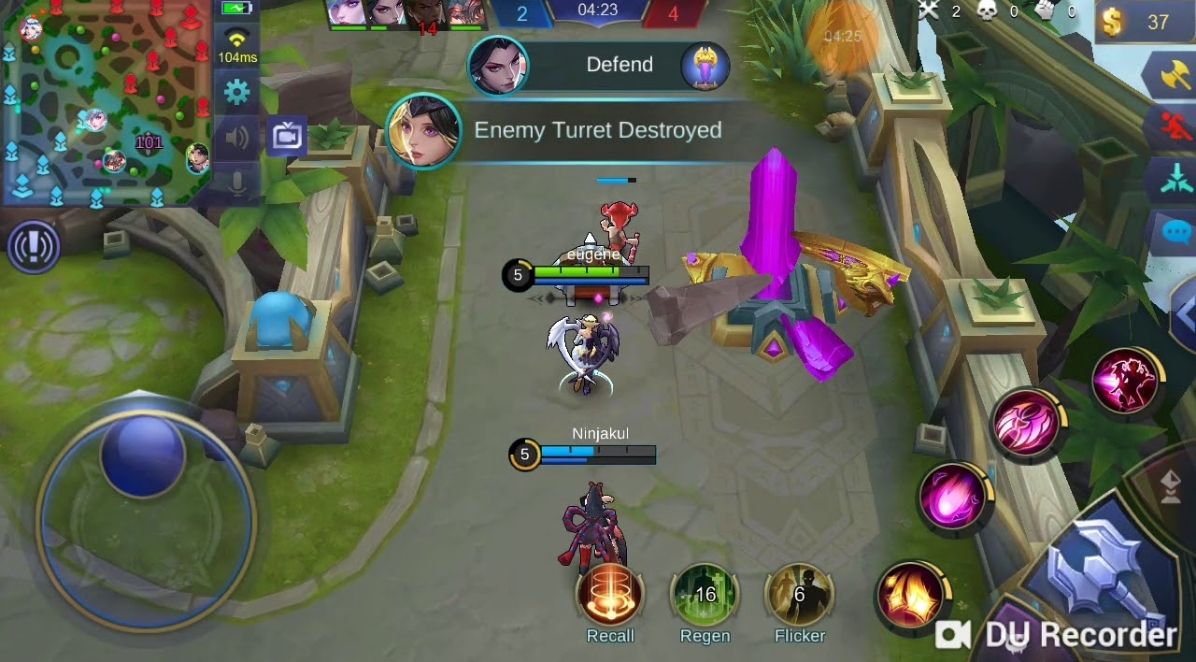 2
04:23
4
2
0
0
37
14
04:25
104ms
Defend
Enemy Turret Destroyed
101
eugene
5
Ninjakul
5
16
6
Recall
Regen
Flicker
DU Recorder